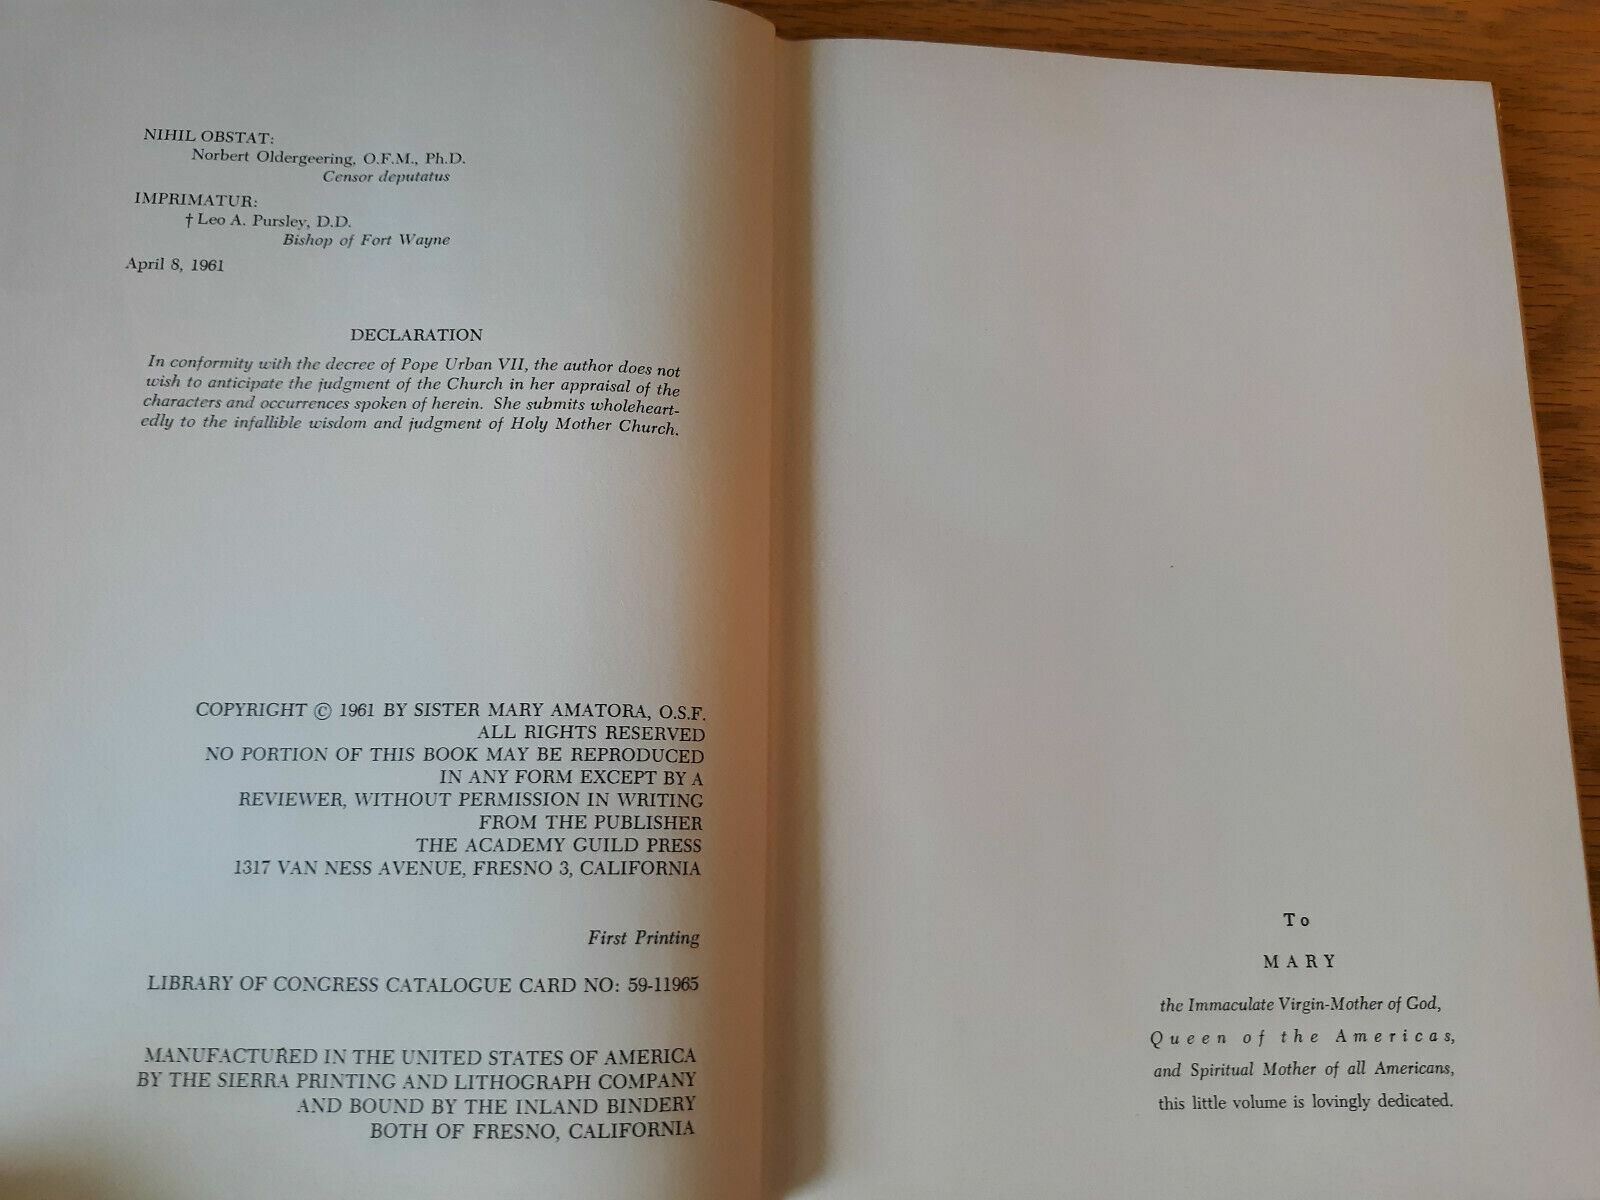 NIHIL OBSTAT:
Norbert Oldergeering, O.F.M., Ph.D.
Censor deputatus
IMPRIMATUR:
† Leo A. Pursley, D.D.
Bishop of Fort Wayne
April 8, 1961
DECLARATION
In conformity with the decree of Pope Urban VII, the author does not
wish to anticipate the judgment of the Church in her appraisal of the
characters and occurrences spoken of herein. She submits wholeheart-
edly to the infallible wisdom and judgment of Holy Mother Church.
COPYRIGHT © 1961 BY SISTER MARY AMATORA, O.S.F.
ALL RIGHTS RESERVED
NO PORTION OF THIS BOOK MAY BE REPRODUCED
IN ANY FORM EXCEPT BY A
REVIEWER, WITHOUT PERMISSION IN WRITING
FROM THE PUBLISHER
THE ACADEMY GUILD PRESS
1317 VAN NESS AVENUE, FRESNO 3, CALIFORNIA
First Printing
LIBRARY OF CONGRESS CATALOGUE CARD NO: 59-11965
MANUFACTURED IN THE UNITED STATES OF AMERICA
BY THE SIERRA PRINTING AND LITHOGRAPH COMPANY
AND BOUND BY THE INLAND BINDERY
BOTH OF FRESNO, CALIFORNIA
To
MARY
the Immaculate Virgin-Mother of God,
Queen of the Americas,
and Spiritual Mother of all Americans,
this little volume is lovingly dedicated.